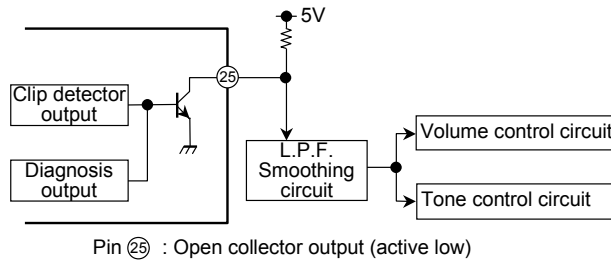 5V
Clip detector
output
25
L.P.F.
Smoothing
circuit
Volume control circuit
Diagnosis
output
Tone control circuit
Pin 25 : Open collector output (active low)